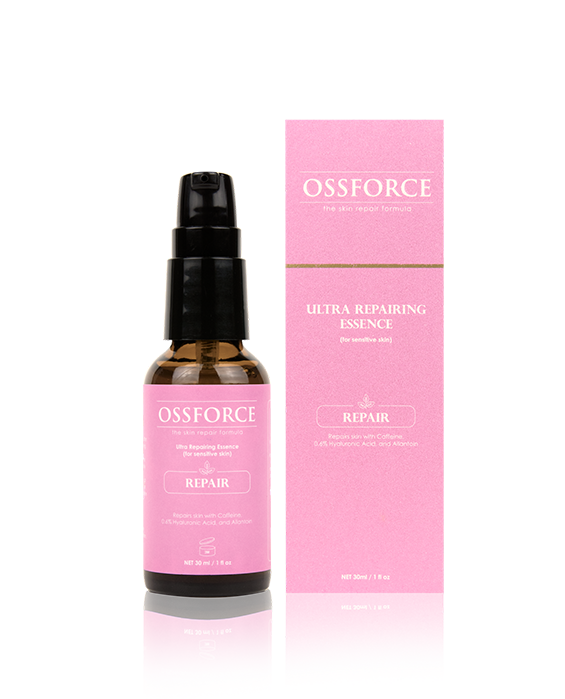 OSSFORCE
the skin repair formula
Ultra Repairing Essence
(for sensitive skin)
REPAIR
Repairs skin with Caffeine,
0.6% Hyaluronic Acid, and Allantoin
NET 30 ml / 1 fl oz
OSSFORCE
the skin repair formula
ULTRA REPAIRING
ESSENCE
(for sensitive skin)
REPAIR
Repairs skin with Caffeine,
0.6% Hyaluronic Acid, and Allantoin
NET 30ml / 1 fl oz